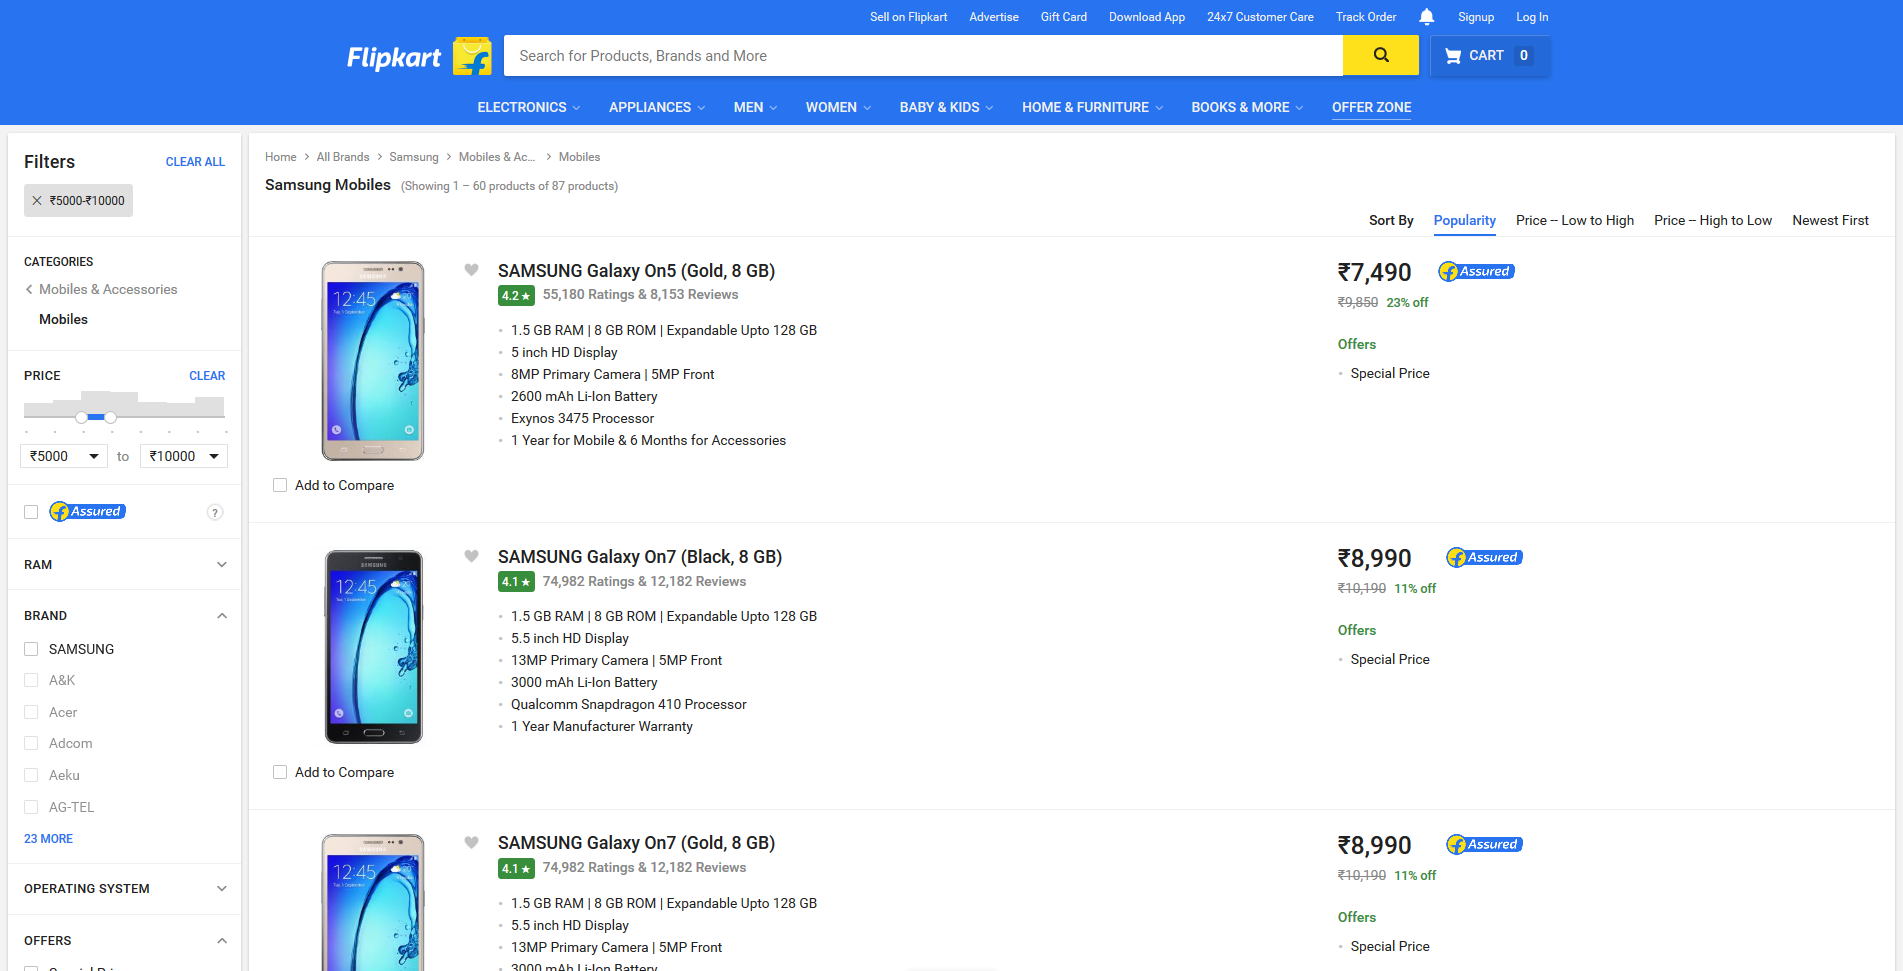 Sell on Flipkart Advertise Gift Card Download App 24x7 Customer Care Track Order Signup Log In
Flipkart Search for Products, Brands and More CART 0
ELECTRONICS APPLIANCES MEN WOMEN BABY & KIDS HOME & FURNITURE BOOKS & MORE OFFER ZONE
Filters CLEAR ALL
₹5000-₹10000
CATEGORIES
Mobiles & Accessories
Mobiles
PRICE CLEAR
₹5000 to ₹10000
Assured ?
RAM
BRAND
SAMSUNG
A&K
Acer
Adcom
Aeku
AG-TEL
23 MORE
OPERATING SYSTEM
OFFERS
Home > All Brands > Samsung > Mobiles & Ac... > Mobiles
Samsung Mobiles (Showing 1 – 60 products of 87 products)
Sort By Popularity Price -- Low to High Price -- High to Low Newest First
SAMSUNG Galaxy On5 (Gold, 8 GB)
4.2 ★ 55,180 Ratings & 8,153 Reviews
1.5 GB RAM | 8 GB ROM | Expandable Upto 128 GB
5 inch HD Display
8MP Primary Camera | 5MP Front
2600 mAh Li-Ion Battery
Exynos 3475 Processor
1 Year for Mobile & 6 Months for Accessories
₹7,490 Assured
₹9,850 23% off
Offers
Special Price
12:45
Add to Compare
SAMSUNG Galaxy On7 (Black, 8 GB)
4.1 ★ 74,982 Ratings & 12,182 Reviews
1.5 GB RAM | 8 GB ROM | Expandable Upto 128 GB
5.5 inch HD Display
13MP Primary Camera | 5MP Front
3000 mAh Li-Ion Battery
Qualcomm Snapdragon 410 Processor
1 Year Manufacturer Warranty
₹8,990 Assured
₹10,190 11% off
Offers
Special Price
SAMSUNG
12:45
Add to Compare
SAMSUNG Galaxy On7 (Gold, 8 GB)
4.1 ★ 74,982 Ratings & 12,182 Reviews
1.5 GB RAM | 8 GB ROM | Expandable Upto 128 GB
5.5 inch HD Display
13MP Primary Camera | 5MP Front
3000 mAh Li-Ion Battery
₹8,990 Assured
₹10,190 11% off
Offers
Special Price
12:45